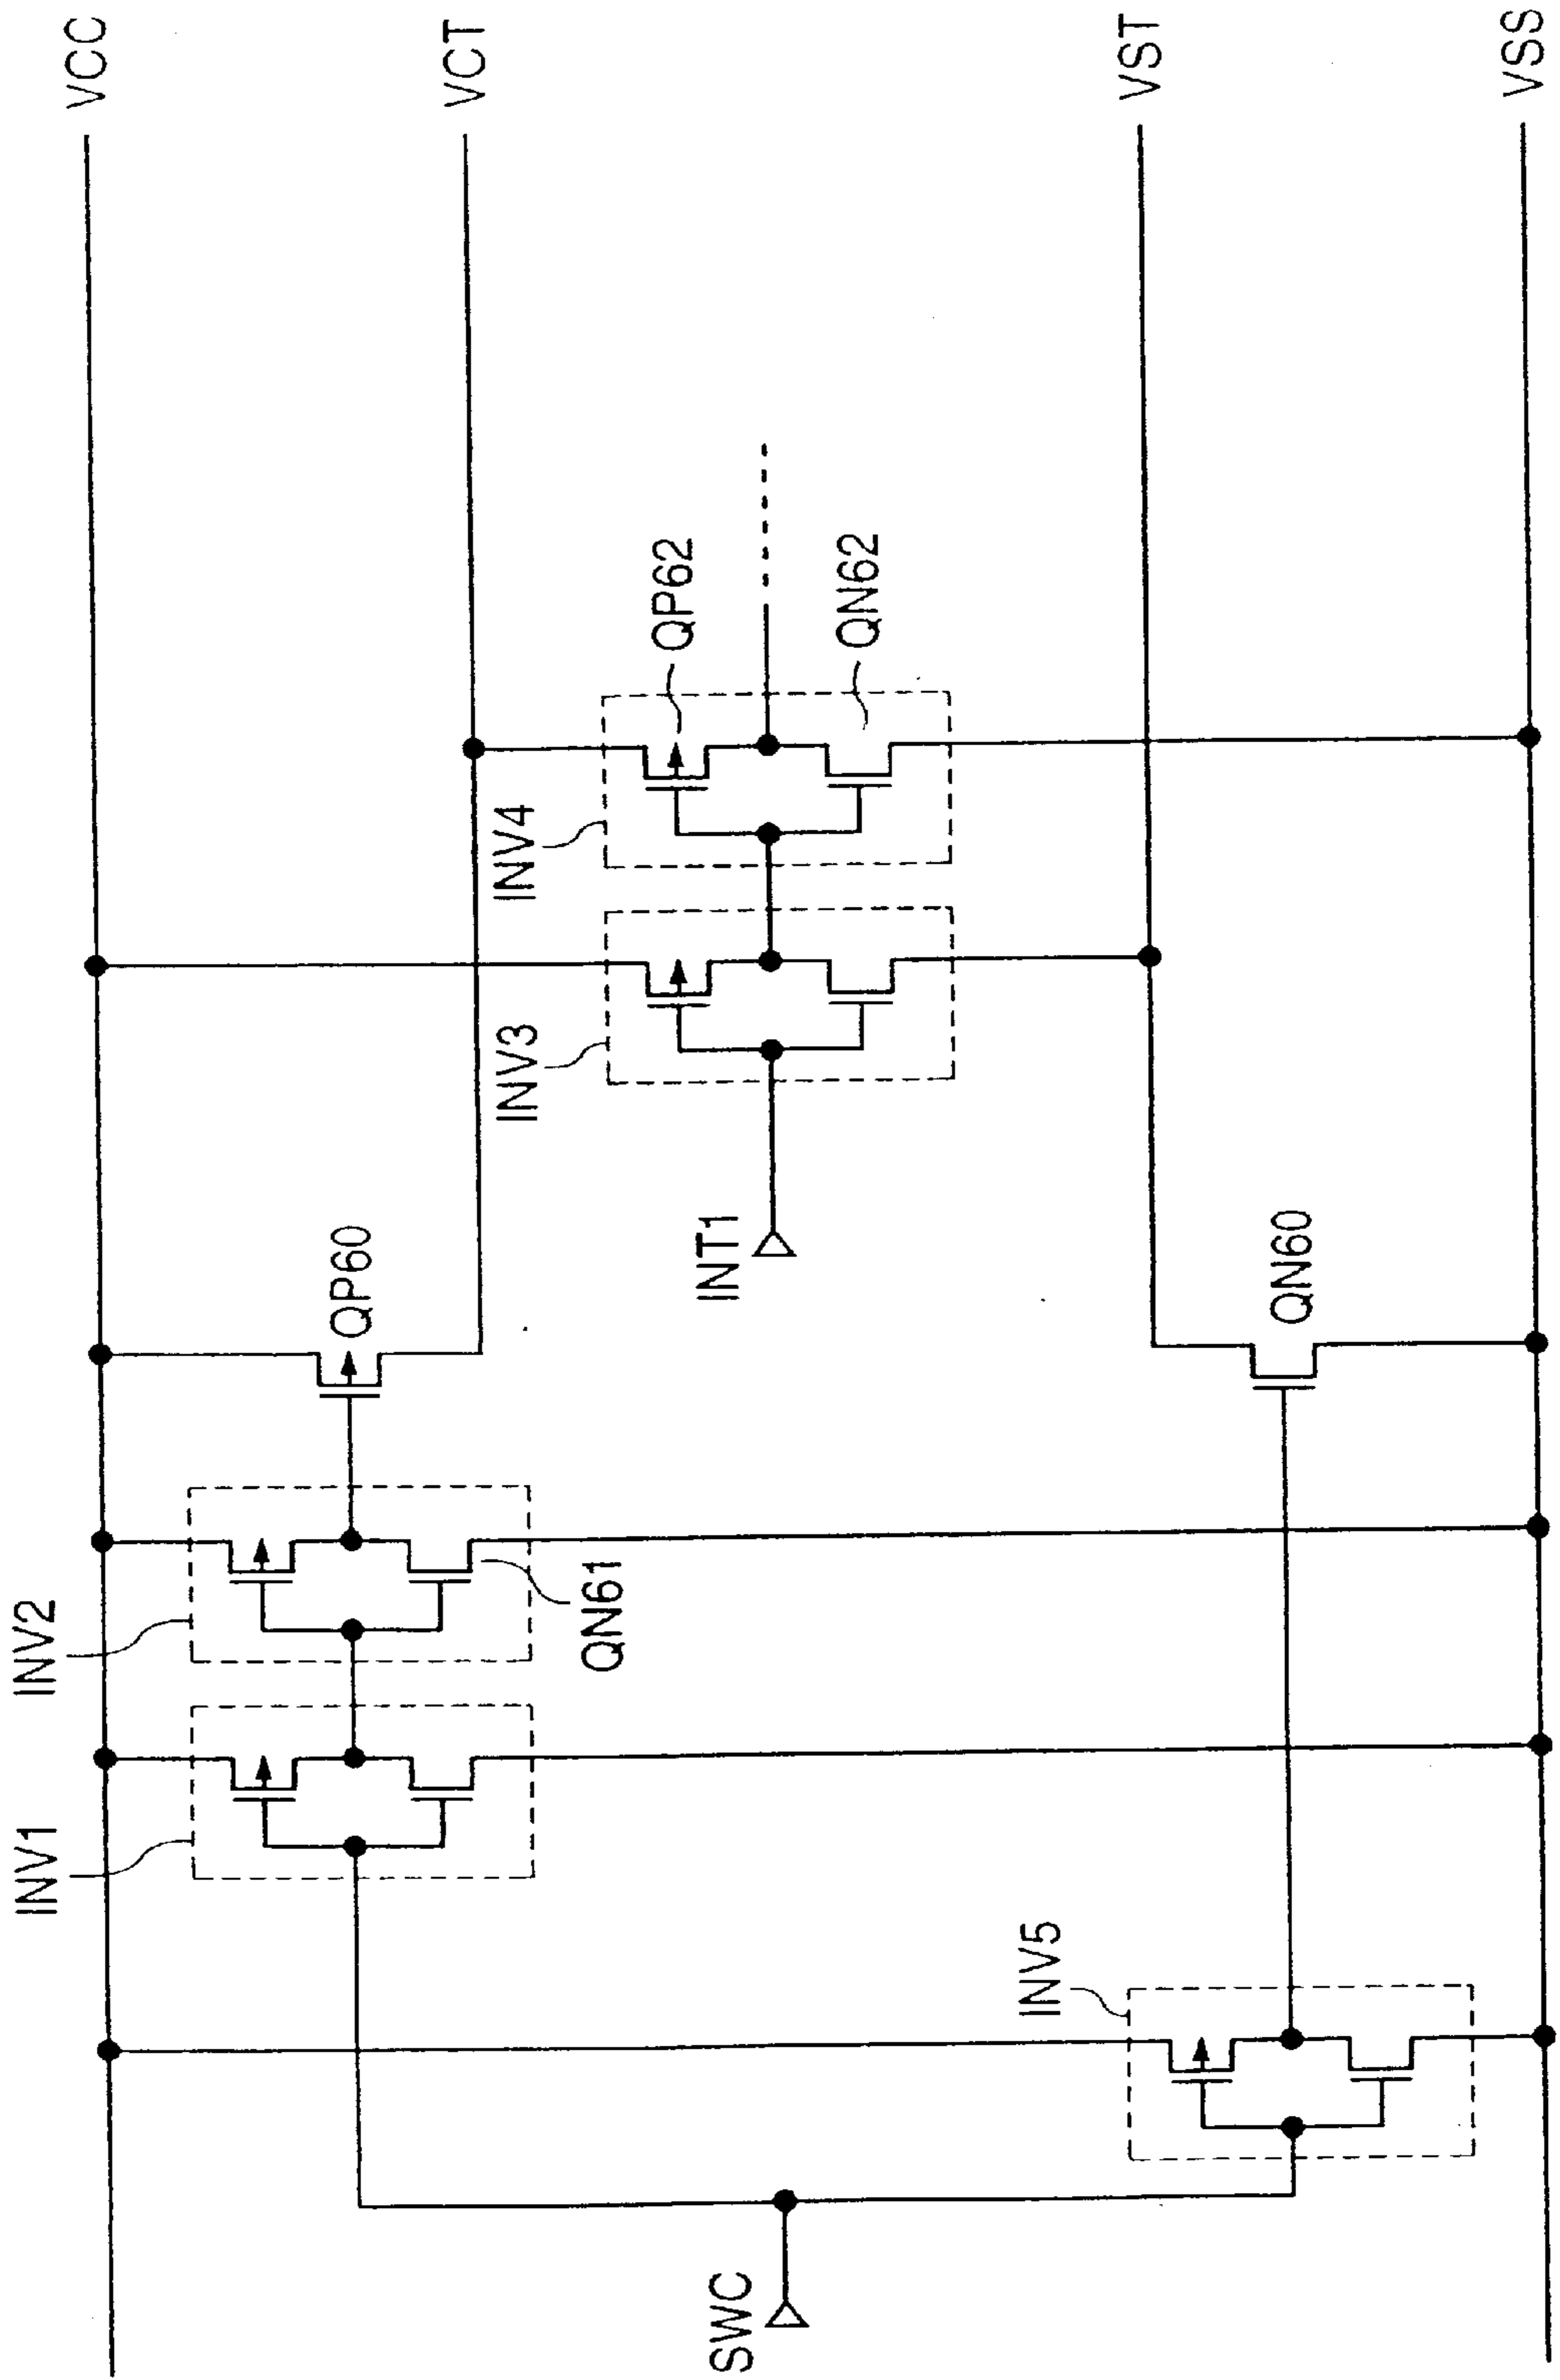 VCC
VCT
VST
VSS
INV2
INV1
QP60
QN61
INV4
INV3
QP62
QN62
INT1
QN60
INV5
SWC